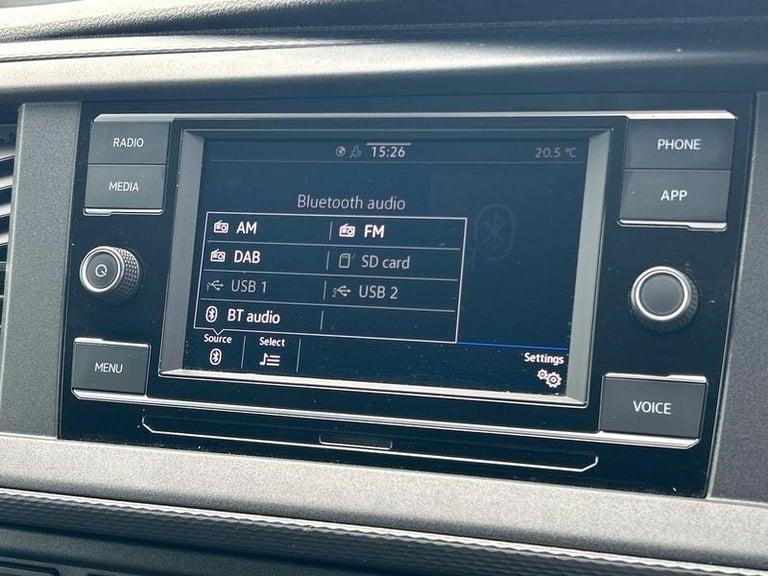 RADIO
MEDIA
MENU
15:26
20.5 °C
Bluetooth audio
AM FM
DAB SD card
USB 1 2 USB 2
BT audio
Source Select Settings
PHONE
APP
VOICE